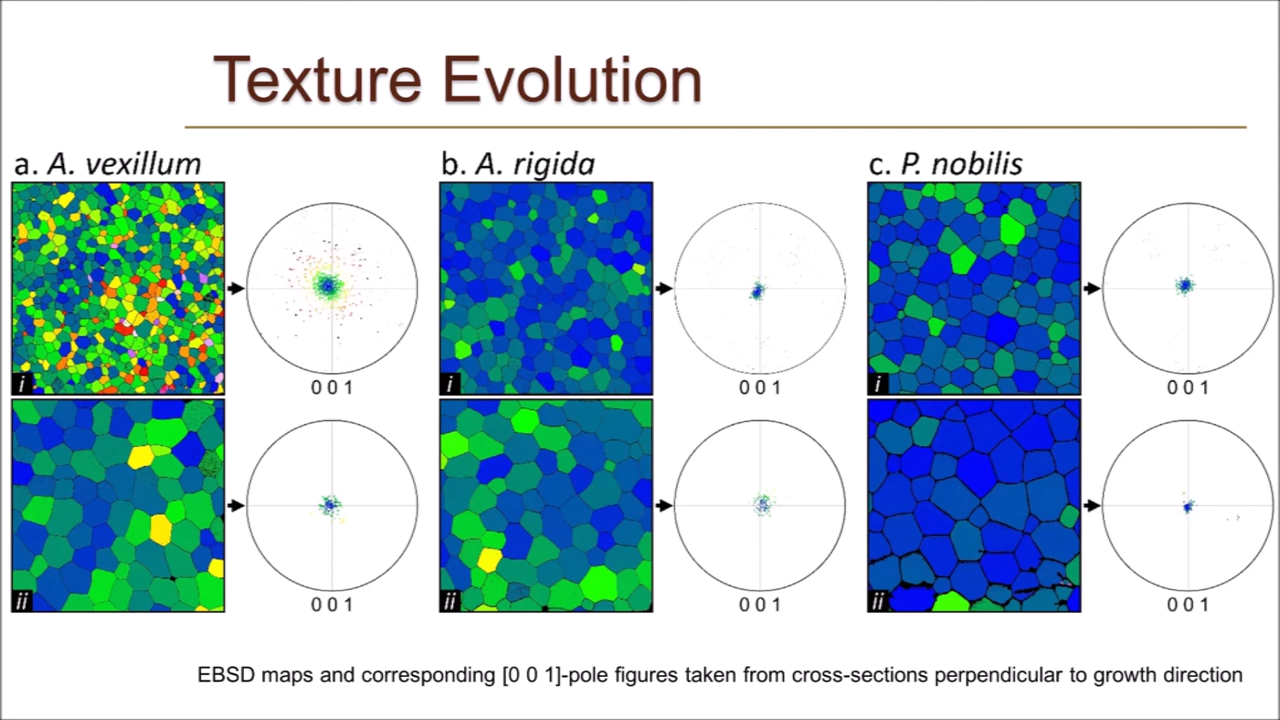 Texture Evolution
a. A. vexillum
b. A. rigida
c. P. nobilis
i
0 0 1
i
0 0 1
i
0 0 1
ii
0 0 1
ii
0 0 1
ii
0 0 1
EBSD maps and corresponding [0 0 1]-pole figures taken from cross-sections perpendicular to growth direction